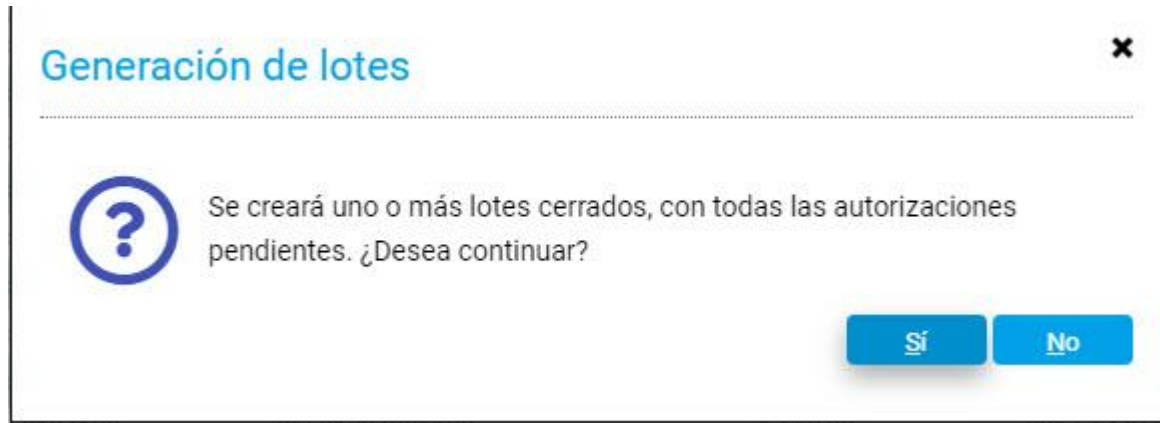 Generación de lotes
Se creará uno o más lotes cerrados, con todas las autorizaciones
pendientes. ¿Desea continuar?
Sí No